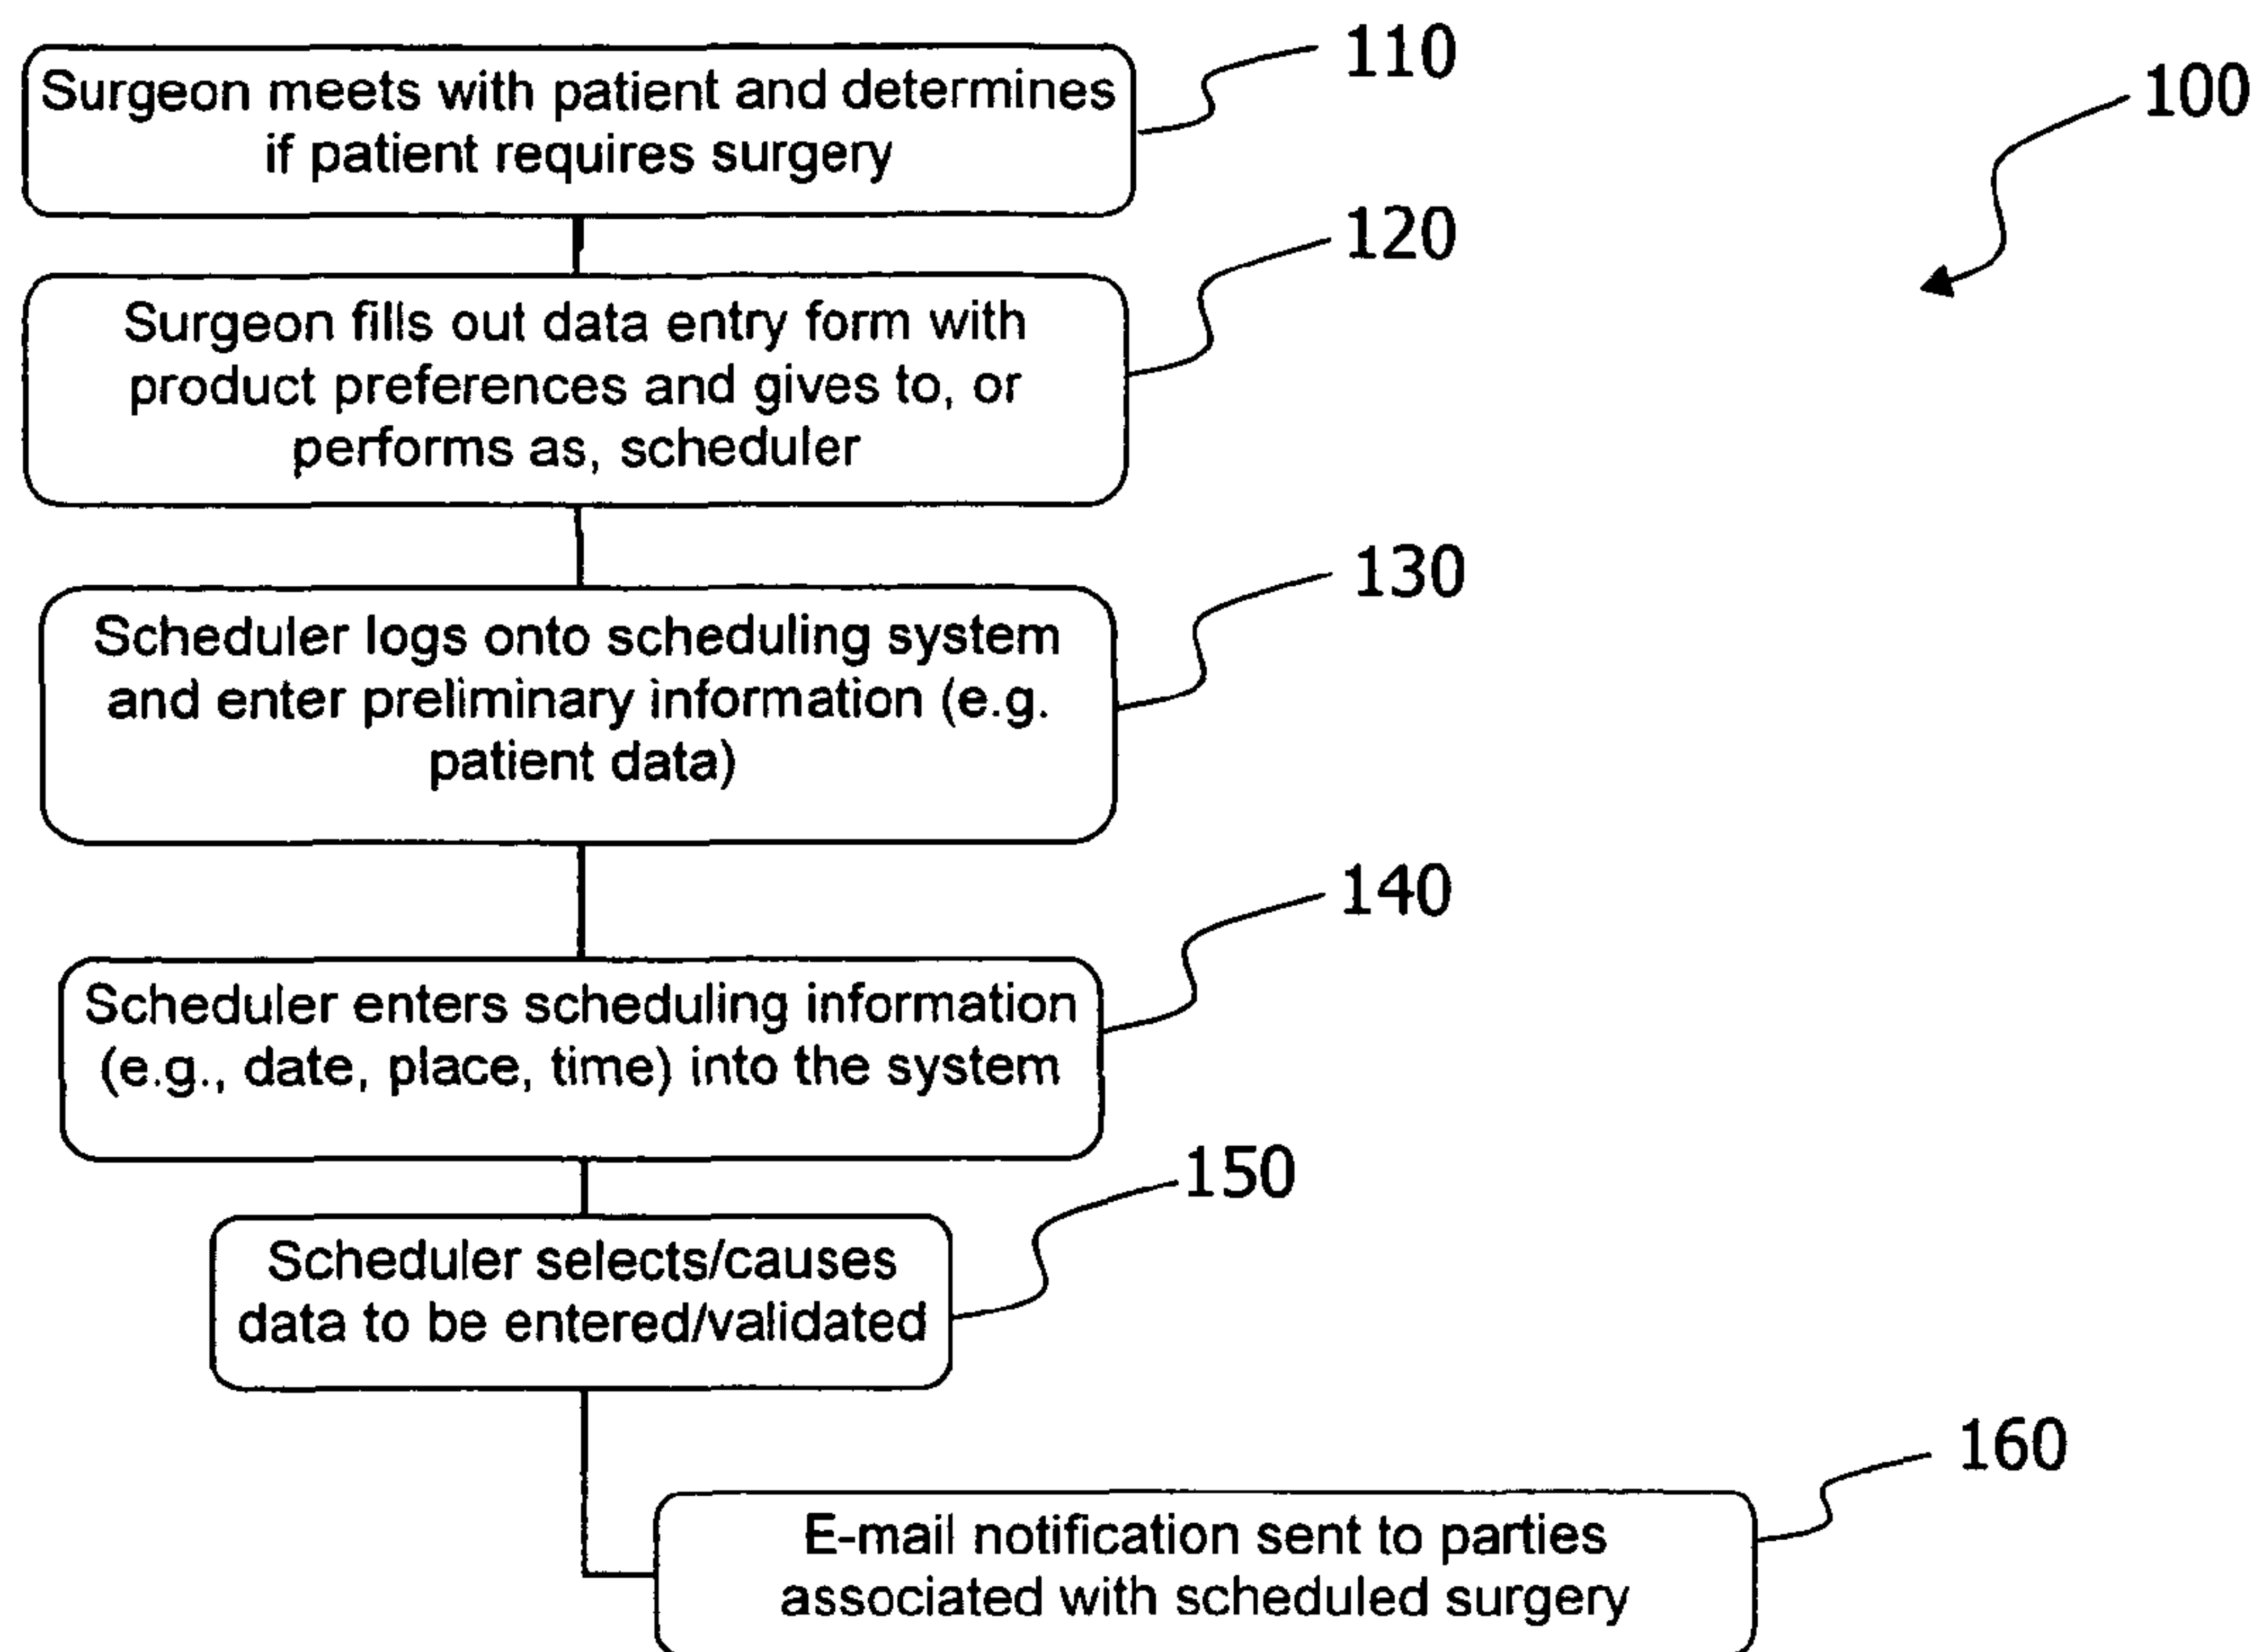 110
100
Surgeon meets with patient and determines
if patient requires surgery
120
Surgeon fills out data entry form with
product preferences and gives to, or
performs as, scheduler
130
Scheduler logs onto scheduling system
and enter preliminary information (e.g.
patient data)
140
Scheduler enters scheduling information
(e.g., date, place, time) into the system
150
Scheduler selects/causes
data to be entered/validated
160
E-mail notification sent to parties
associated with scheduled surgery